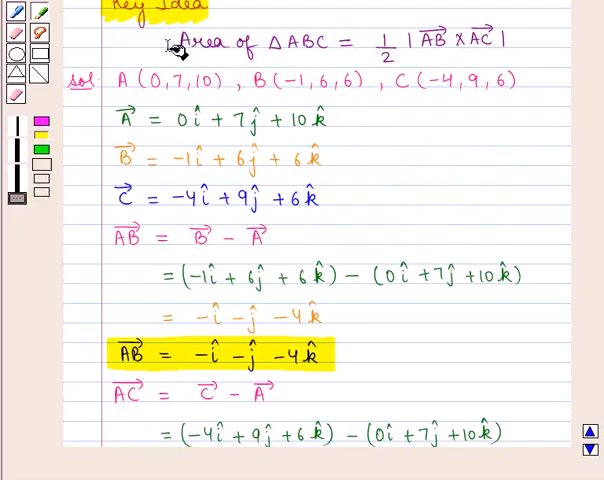 Key Idea
Area of △ABC = 1/2 |AB⃗ × AC⃗|
sol A (0,7,10) , B(-1,6,6) , C(-4,9,6)
A⃗ = 0î + 7ĵ + 10k̂
B⃗ = -1î + 6ĵ + 6k̂
C⃗ = -4î + 9ĵ + 6k̂
AB⃗ = B⃗ - A⃗
= (-1î + 6ĵ + 6k̂) - (0î + 7ĵ + 10k̂)
= -î - ĵ - 4k̂
AB⃗ = -î - ĵ - 4k̂
AC⃗ = C⃗ - A⃗
= (-4î + 9ĵ + 6k̂) - (0î + 7ĵ + 10k̂)